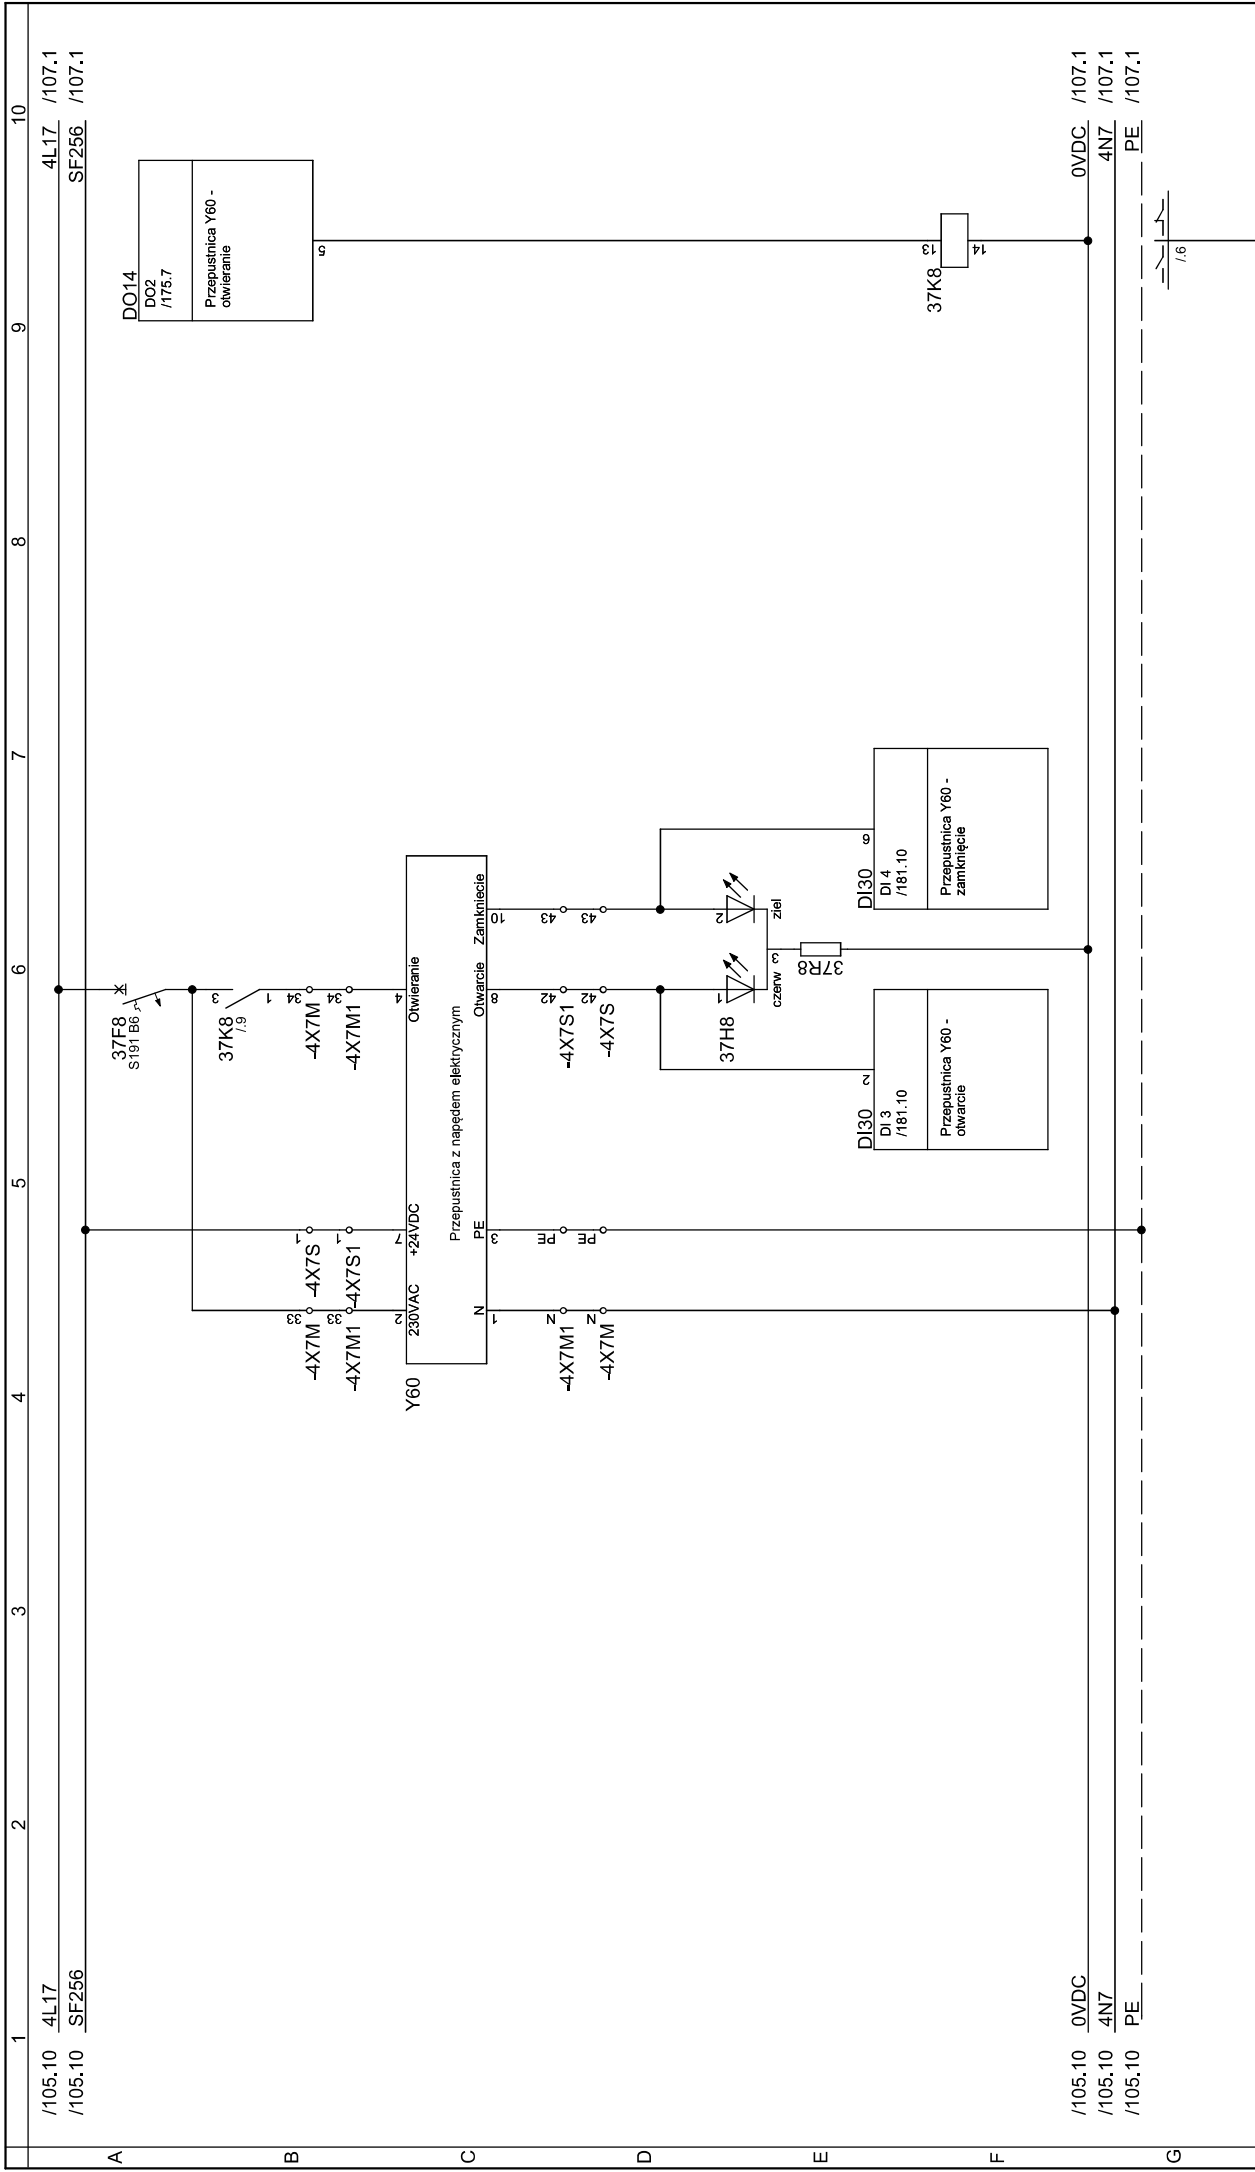 1 2 3 4 5 6 7 8 9 10
/105.10 4L17
4L17 /107.1
/105.10 SF256
SF256 /107.1
A
B
C
D
E
F
G
37F8
S191 B6
37K8
/.9
3
1
33
-4X7M
33
-4X7M1
1
-4X7S
1
-4X7S1
34
-4X7M
34
-4X7M1
Y60
2
230VAC
7
+24VDC
4
Otwieranie
Przepustnica z napędem elektrycznym
N
1
PE
3
Otwarcie
8
Zamkniecie
10
N
-4X7M1
N
-4X7M
PE
PE
42
-4X7S1
42
-4X7S
43
43
37H8
1
2
czerw
3
ziel
37R8
DI30
2
DI 3
/181.10
Przepustnica Y60 -
otwarcie
DI30
6
DI 4
/181.10
Przepustnica Y60 -
zamknięcie
DO14
DO2
/175.7
Przepustnica Y60 -
otwieranie
5
37K8
13
14
/105.10 0VDC
0VDC /107.1
/105.10 4N7
4N7 /107.1
/105.10 PE
PE /107.1
/.6